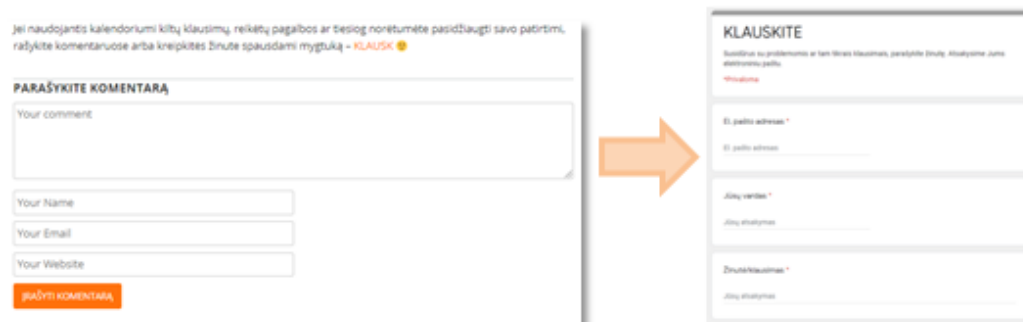 Jei naudojantis kalendoriumi kiltų klausimų, reikėtų pagalbos ar tiesiog norėtumėte pasidžiaugti savo patirtimi,
rašykite komentaruose arba kreipkitės žinute spausdami mygtuką – KLAUSK 🙂
PARAŠYKITE KOMENTARĄ
Your comment
Your Name
Your Email
Your Website
ĮRAŠYTI KOMENTARĄ
KLAUSKITE
Susidūrus su problemomis ar tam tikrais klausimais, parašykite žinutę. Atsakysime Jums
elektroniniu paštu.
*Privaloma
El. pašto adresas *
El. pašto adresas
Jūsų vardas *
Jūsų atsakymas
Žinutė/klausimas *
Jūsų atsakymas